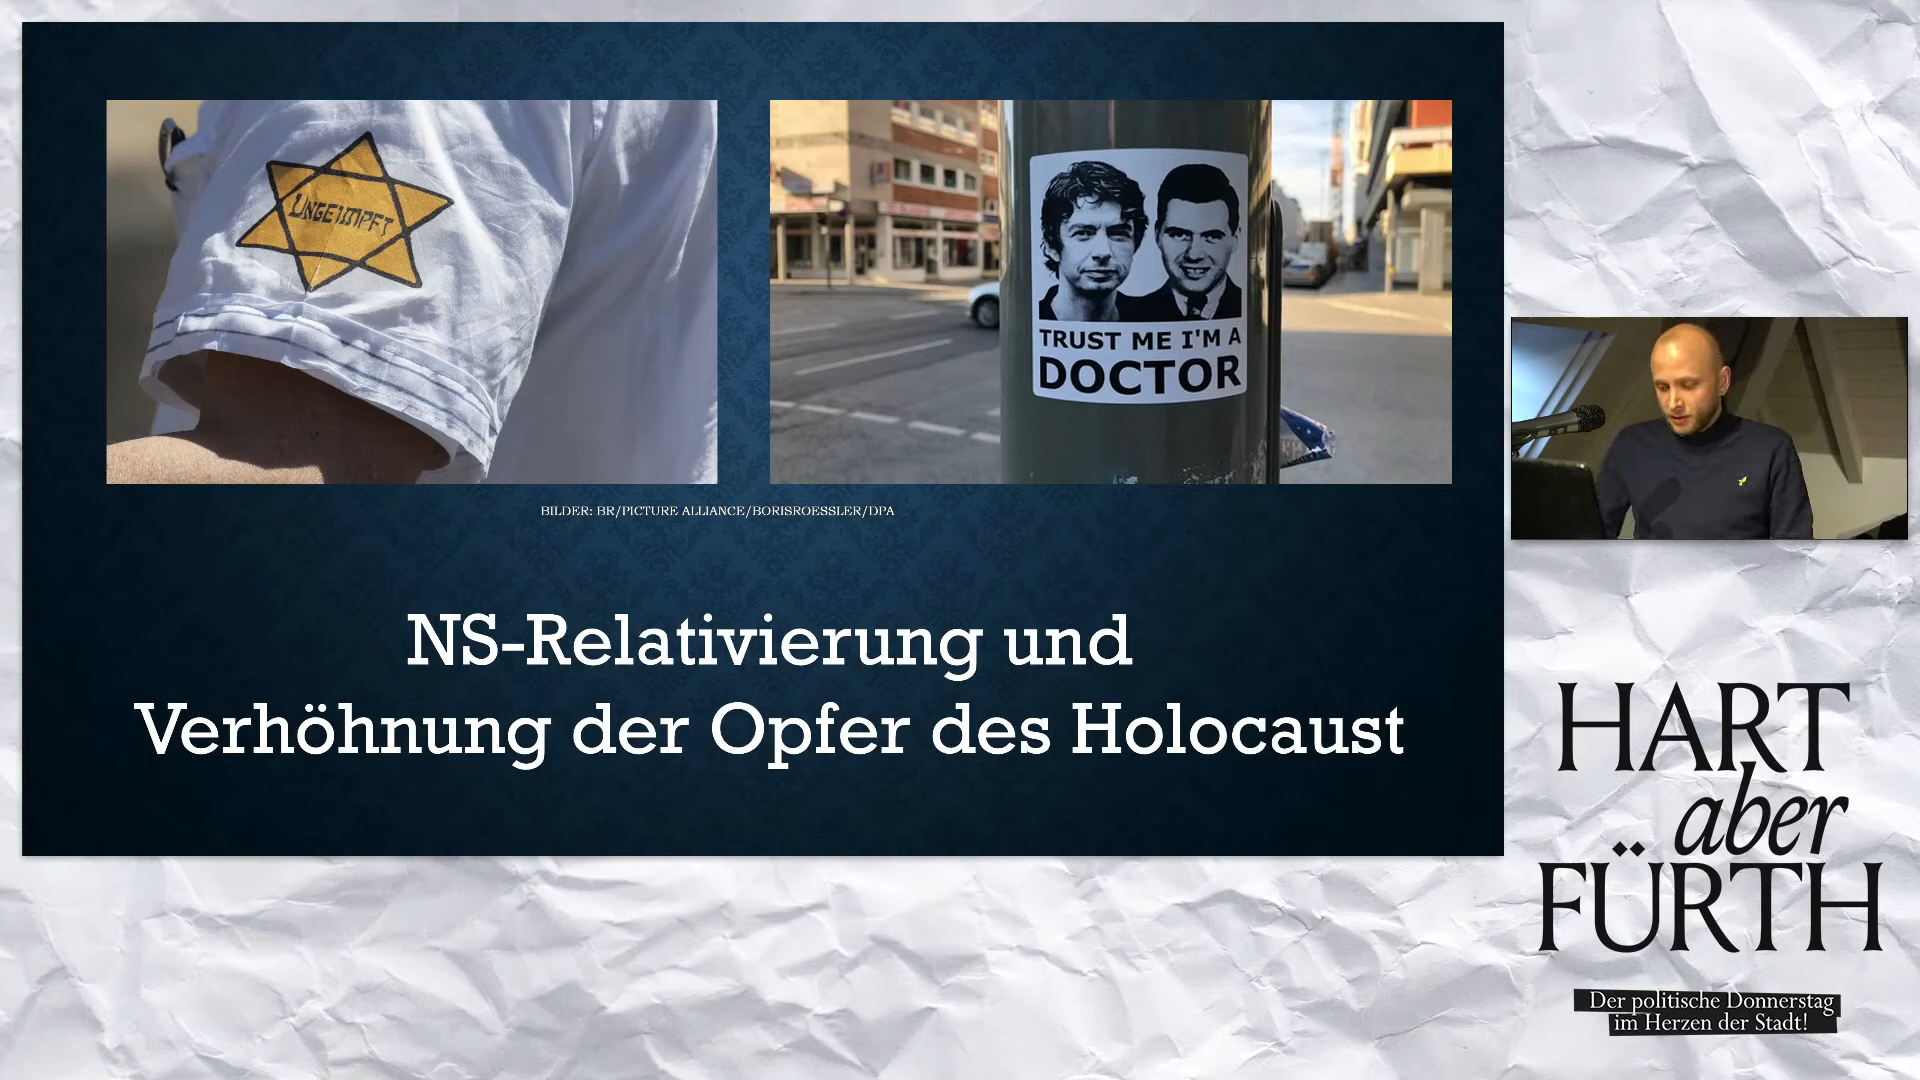 UNGEIMPFT
TRUST ME I'M A
DOCTOR
BILDER: BR/PICTURE ALLIANCE/BORISROESSLER/DPA
NS-Relativierung und
Verhöhnung der Opfer des Holocaust
HART
aber
FÜRTH
Der politische Donnerstag
im Herzen der Stadt!